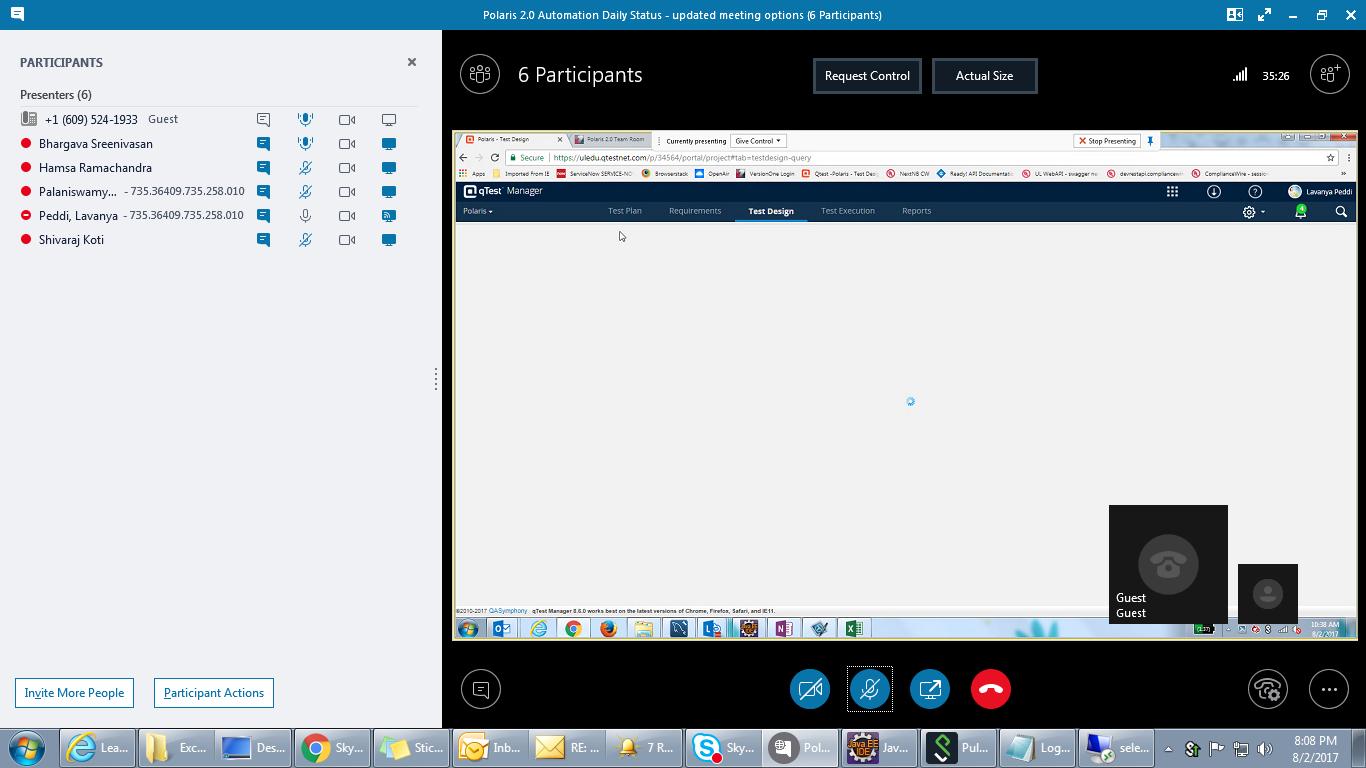 Polaris 2.0 Automation Daily Status - updated meeting options (6 Participants)
PARTICIPANTS
Presenters (6)
+1 (609) 524-1933 Guest
Bhargava Sreenivasan
Hamsa Ramachandra
Palaniswamy... - 735.36409.735.258.010
Peddi, Lavanya - 735.36409.735.258.010
Shivaraj Koti
Invite More People
Participant Actions
6 Participants
Request Control
Actual Size
35:26
Polaris - Test Design
Polaris 2.0 Team Room
Currently presenting
Give Control
Stop Presenting
Secure
https://uledu.qtestnet.com/p/34564/portal/project#tab=testdesign-query
Apps
Imported From IE
ServiceNow SERVICE-NO
Browserstack
OpenAir
VersionOne Login
Qtest -Polaris - Test Desi
NextNB CW
Ready! API Documentatio
UL WebAPI - swagger
devrestapi.compliancewire
ComplianceWire - session
»
qTest Manager
Lavanya Peddi
Polaris
Test Plan
Requirements
Test Design
Test Execution
Reports
4
©2010-2017 QASymphony qTest Manager 8.6.0 works best on the latest versions of Chrome, Firefox, Safari, and IE11.
Guest
Guest
10:38 AM
8/2/2017
Lea...
Exc...
Des...
Sky...
Stic...
Inb...
RE: ...
7 R...
Sky...
Pol...
Java EE IDE
Jav...
Pul...
Log...
sele...
8:08 PM
8/2/2017